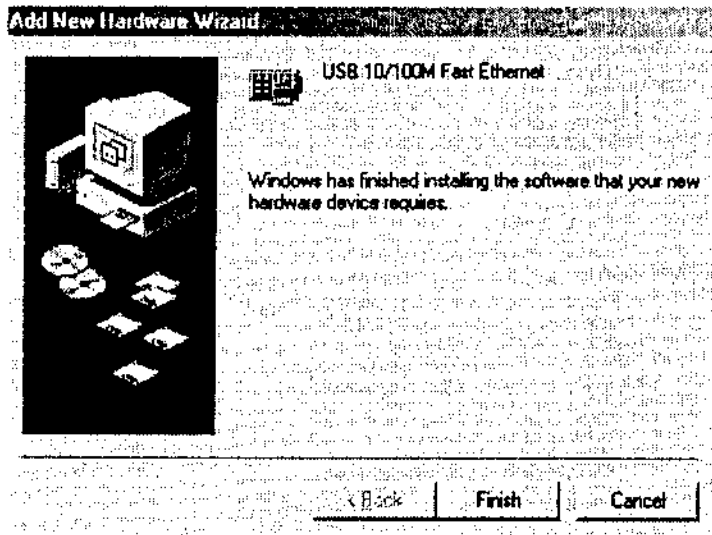 Add New Hardware Wizard
USB 10/100M Fast Ethernet
Windows has finished installing the software that your new
hardware device requires.
< Back
Finish
Cancel